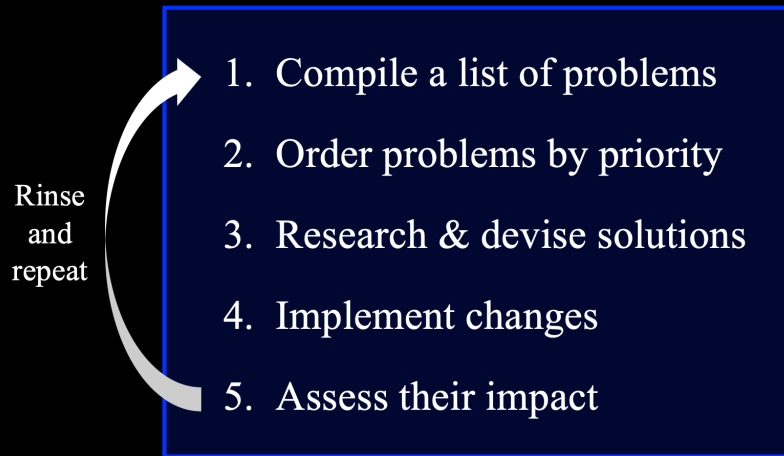 Rinse
and
repeat
1. Compile a list of problems
2. Order problems by priority
3. Research & devise solutions
4. Implement changes
5. Assess their impact